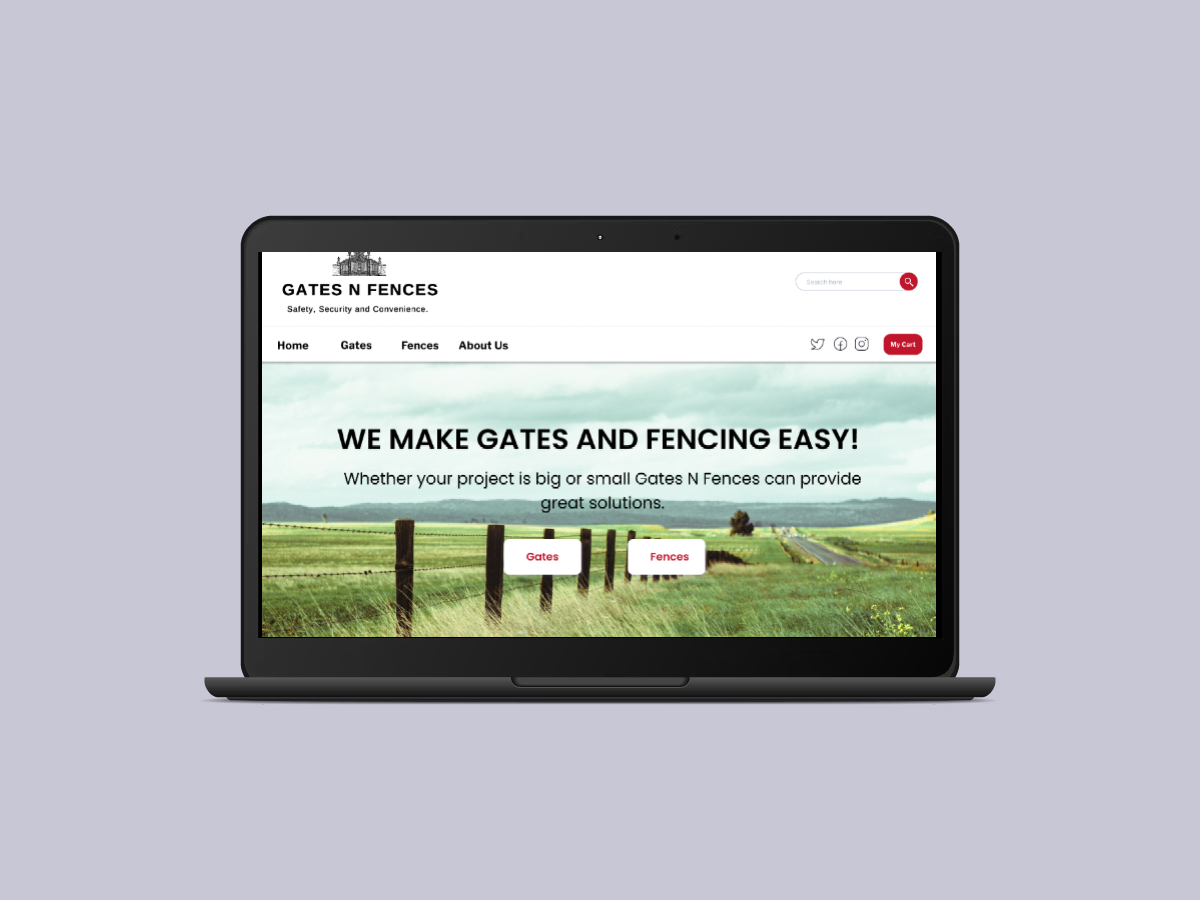 GATES N FENCES
Safety, Security and Convenience.
Search here
Home Gates Fences About Us
My Cart
WE MAKE GATES AND FENCING EASY!
Whether your project is big or small Gates N Fences can provide
great solutions.
Gates Fences